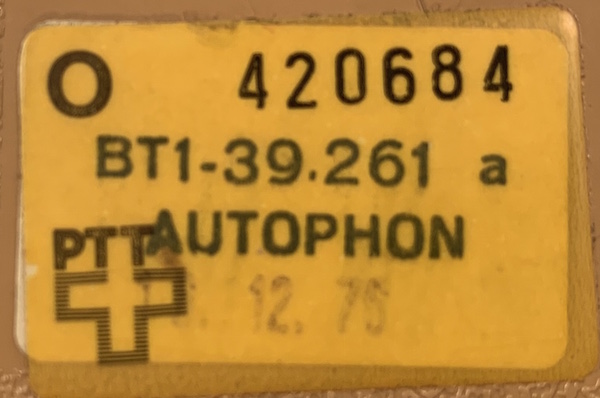 O 420684
BT1-39.261 a
AUTOPHON
PTT
12. 76